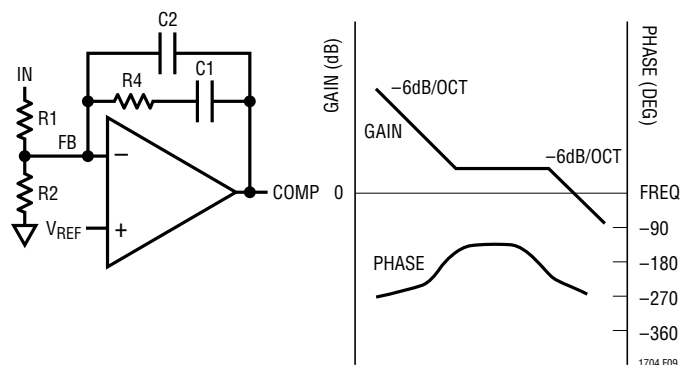 C2
R4
C1
IN
R1
FB
R2
VREF
–
+
COMP
GAIN (dB)
0
–6dB/OCT
GAIN
–6dB/OCT
PHASE
PHASE (DEG)
FREQ
–90
–180
–270
–360
1704 F09